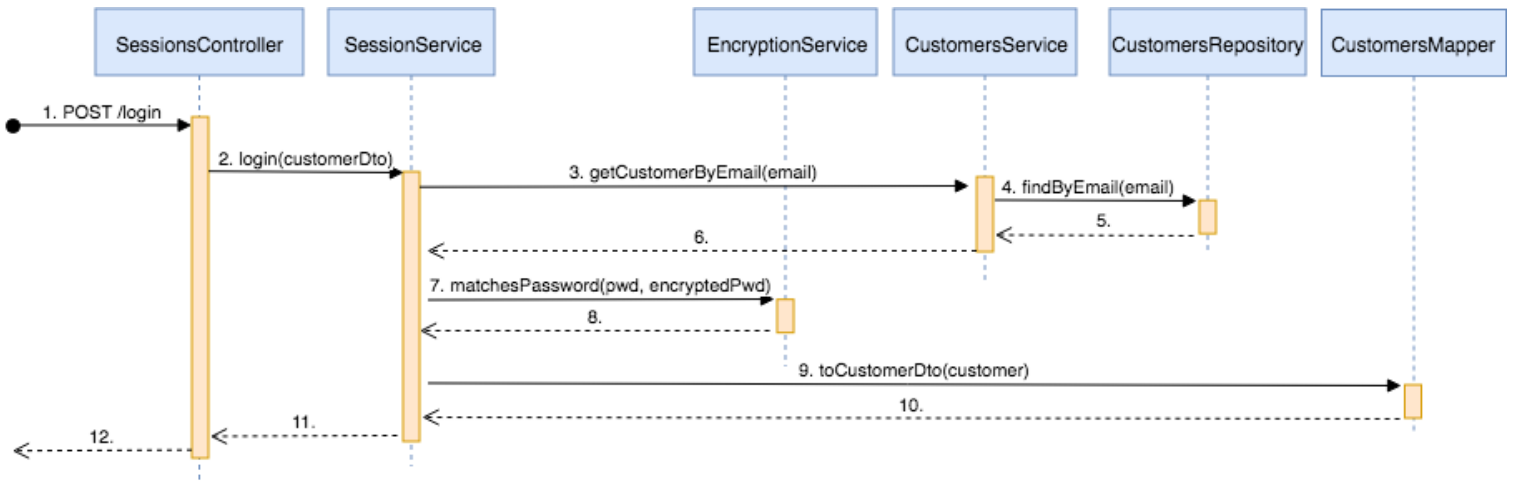 SessionsController
SessionService
EncryptionService
CustomersService
CustomersRepository
CustomersMapper
1. POST /login
2. login(customerDto)
3. getCustomerByEmail(email)
4. findByEmail(email)
5.
6.
7. matchesPassword(pwd, encryptedPwd)
8.
9. toCustomerDto(customer)
10.
11.
12.